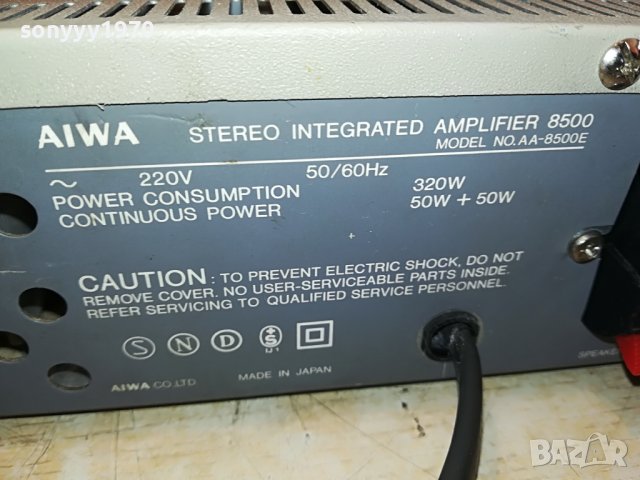 sonyyy1970
AIWA STEREO INTEGRATED AMPLIFIER 8500
MODEL NO. AA-8500E
~ 220V 50/60Hz
POWER CONSUMPTION 320W
CONTINUOUS POWER 50W + 50W
CAUTION: TO PREVENT ELECTRIC SHOCK, DO NOT
REMOVE COVER. NO USER-SERVICEABLE PARTS INSIDE.
REFER SERVICING TO QUALIFIED SERVICE PERSONNEL.
S N D S
AIWA CO., LTD MADE IN JAPAN
BAZAR